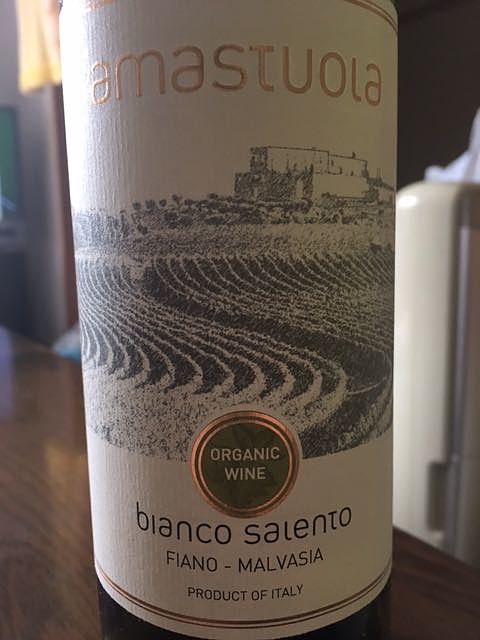 amastuola
ORGANIC
WINE
bianco salento
FIANO - MALVASIA
PRODUCT OF ITALY